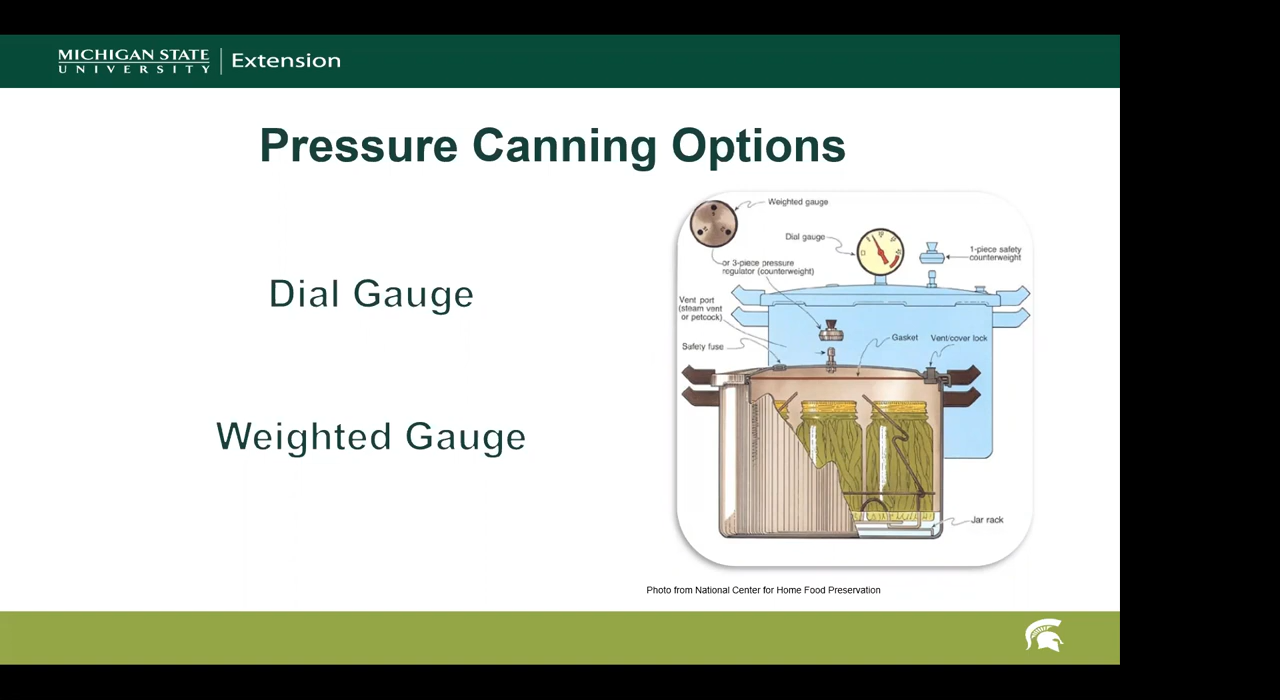 MICHIGAN STATE
UNIVERSITY
Extension
Pressure Canning Options
Dial Gauge
Weighted Gauge
Weighted gauge
Dial gauge
1-piece safety
counterweight
or 3-piece pressure
regulator (counterweight)
Vent port
(steam vent
or petcock)
Safety fuse
Gasket
Vent/cover lock
Jar rack
Photo from National Center for Home Food Preservation